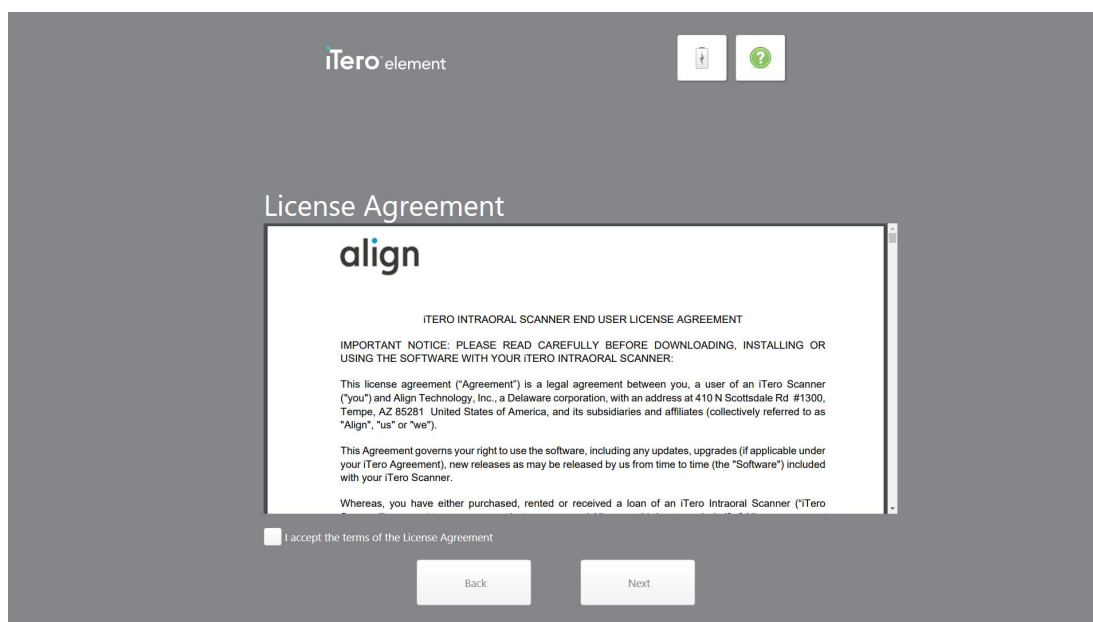 iTero element
?
License Agreement
align
iTERO INTRAORAL SCANNER END USER LICENSE AGREEMENT
IMPORTANT NOTICE: PLEASE READ CAREFULLY BEFORE DOWNLOADING, INSTALLING OR
USING THE SOFTWARE WITH YOUR iTERO INTRAORAL SCANNER:
This license agreement (“Agreement”) is a legal agreement between you, a user of an iTero Scanner
("you") and Align Technology, Inc., a Delaware corporation, with an address at 410 N Scottsdale Rd #1300,
Tempe, AZ 85281 United States of America, and its subsidiaries and affiliates (collectively referred to as
"Align", "us" or "we").
This Agreement governs your right to use the software, including any updates, upgrades (if applicable under
your iTero Agreement), new releases as may be released by us from time to time (the "Software") included
with your iTero Scanner.
Whereas, you have either purchased, rented or received a loan of an iTero Intraoral Scanner (“iTero
I accept the terms of the License Agreement
Back
Next